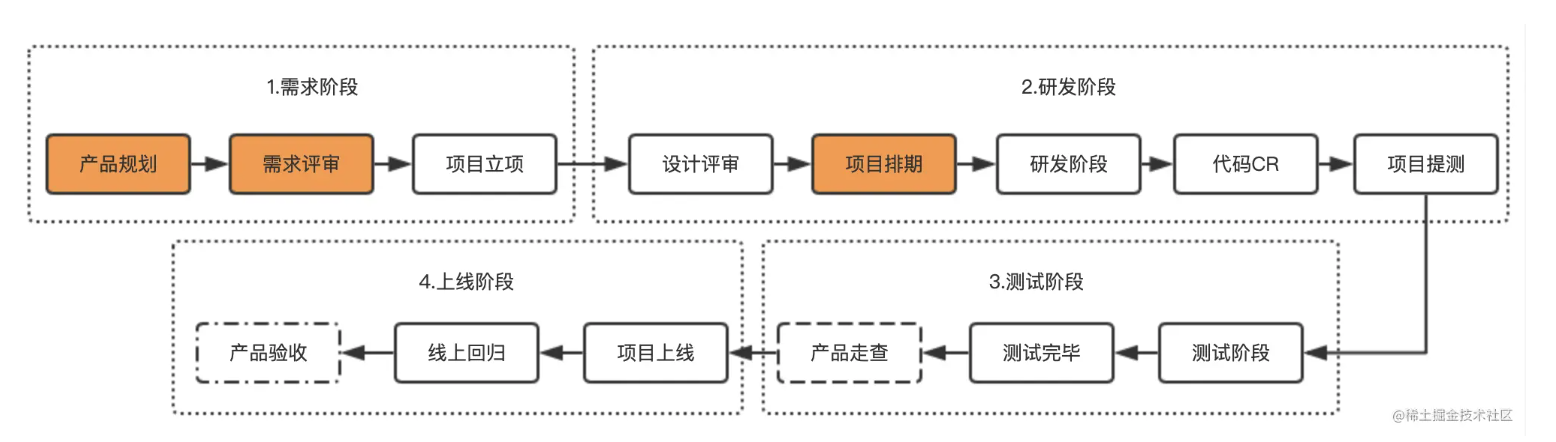 1.需求阶段
2.研发阶段
产品规划
需求评审
项目立项
设计评审
项目排期
研发阶段
代码CR
项目提测
4.上线阶段
3.测试阶段
产品验收
线上回归
项目上线
产品走查
测试完毕
测试阶段
@稀土掘金技术社区